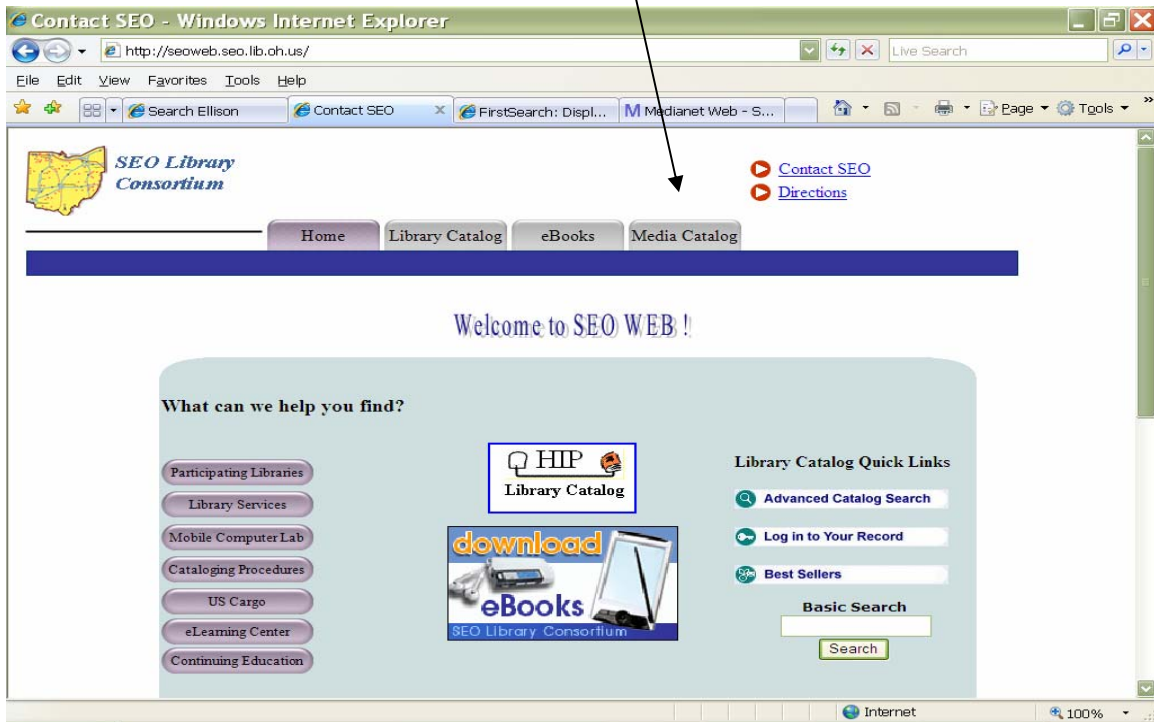 Contact SEO - Windows Internet Explorer
http://seoweb.seo.lib.oh.us/
Live Search
File Edit View Favorites Tools Help
Search Ellison
Contact SEO
FirstSearch: Displ...
M Medianet Web - S...
Page
Tools
SEO Library
Consortium
Contact SEO
Directions
Home
Library Catalog
eBooks
Media Catalog
Welcome to SEO WEB !
What can we help you find?
Participating Libraries
Library Services
Mobile Computer Lab
Cataloging Procedures
US Cargo
eLearning Center
Continuing Education
HIP
Library Catalog
download
eBooks
SEO Library Consortium
Library Catalog Quick Links
Advanced Catalog Search
Log in to Your Record
Best Sellers
Basic Search
Search
Internet
100%